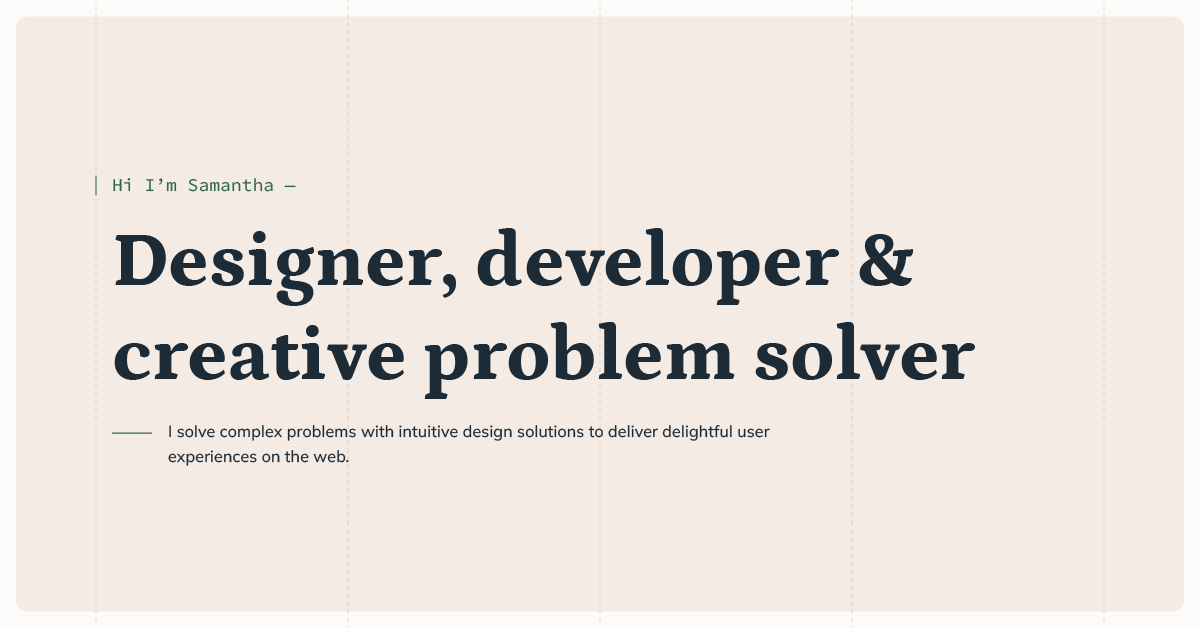 Hi I’m Samantha —
Designer, developer &
creative problem solver
I solve complex problems with intuitive design solutions to deliver delightful user
experiences on the web.